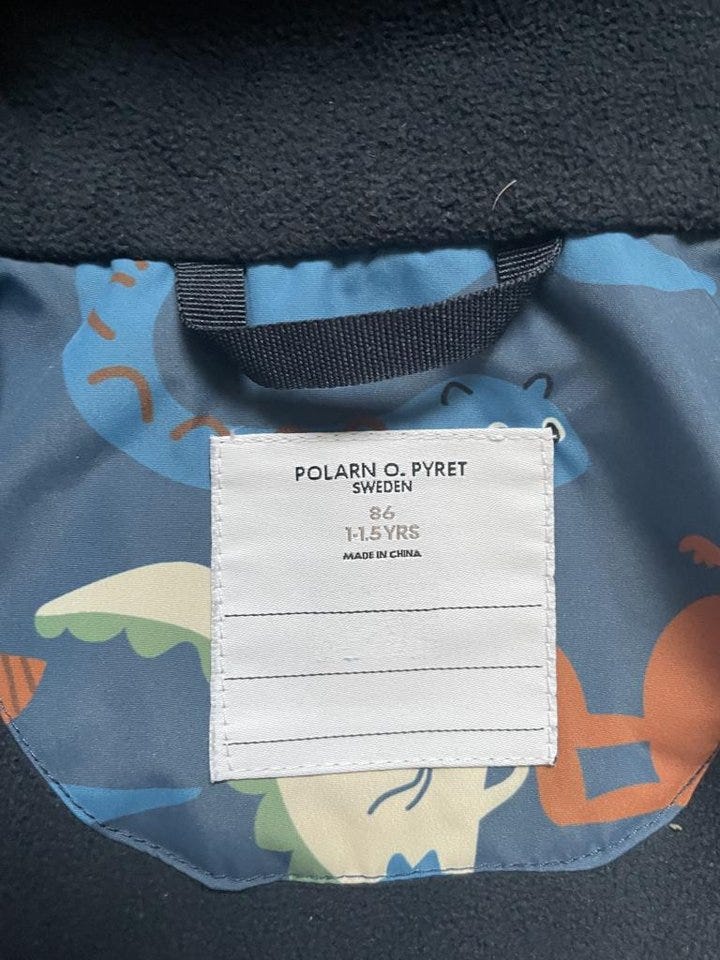 POLARN O. PYRET
SWEDEN
86
1-1.5 YRS
MADE IN CHINA